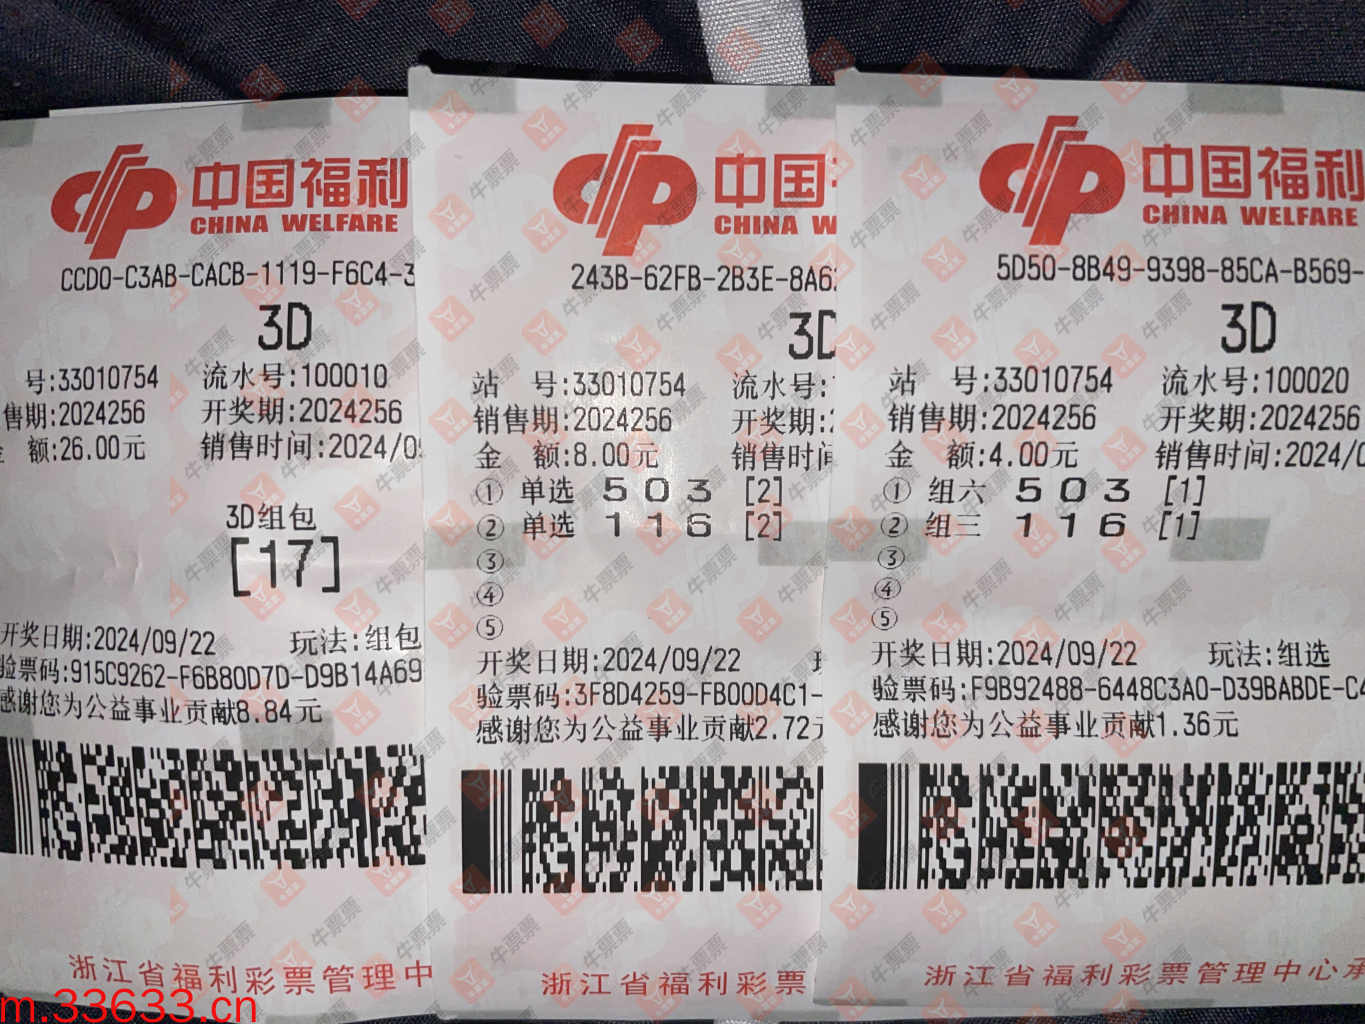 中国福利
CHINA WELFARE
CCD0-C3AB-CACB-1119-F6C4-3
3D
号:33010754 流水号:100010
售期:2024256 开奖期:2024256
额:26.00元 销售时间:2024/09
3D组包
[17]
开奖日期:2024/09/22 玩法:组包
验票码:915C9262-F6B80D7D-D9B14A69
感谢您为公益事业贡献8.84元
浙江省福利彩票管理中
中国
CHINA W
243B-62FB-2B3E-8A6
3D
站 号:33010754 流水号:
销售期:2024256 开奖期:
金 额:8.00元 销售时间
① 单选 5 0 3 [2]
② 单选 1 1 6 [2]
③
④
⑤
开奖日期:2024/09/22
验票码:3F8D4259-FB00D4C1-
感谢您为公益事业贡献2.72元
浙江省福利彩票
中国福利
CHINA WELFARE
5D50-8B49-9398-85CA-B569-
3D
站 号:33010754 流水号:100020
销售期:2024256 开奖期:2024256
金 额:4.00元 销售时间:2024/0
① 组六 5 0 3 [1]
② 组三 1 1 6 [1]
③
④
⑤
开奖日期:2024/09/22 玩法:组选
验票码:F9B92488-6448C3A0-D39BABDE-C4
感谢您为公益事业贡献1.36元
浙江省福利彩票管理中心承
m.33633.cn
牛票票